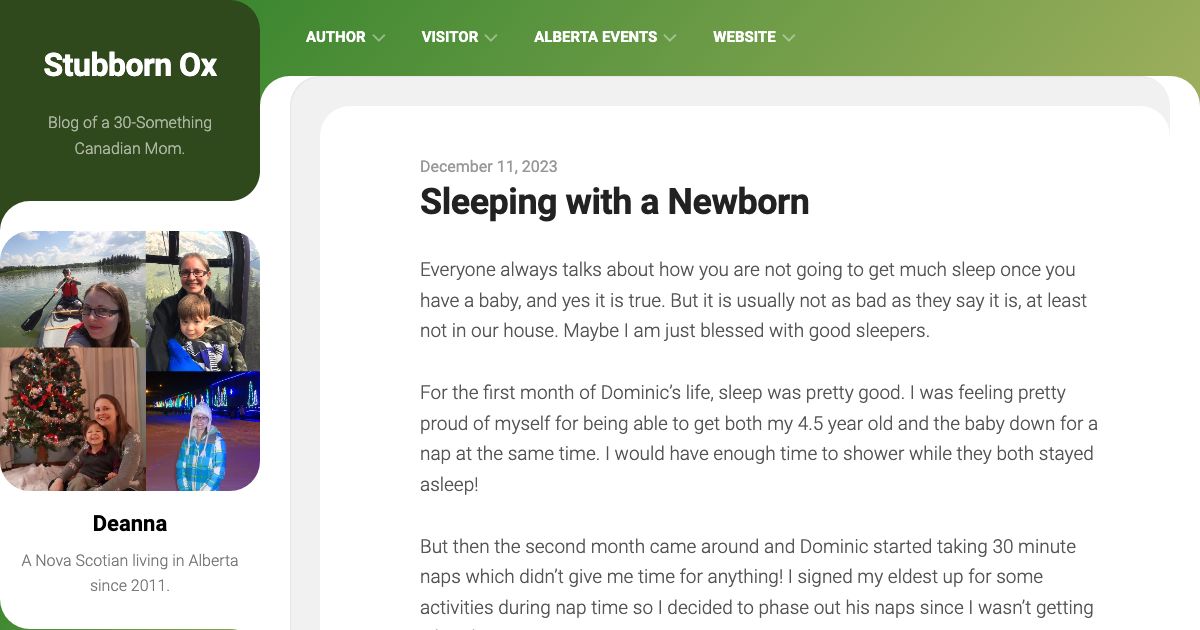 Stubborn Ox
Blog of a 30-Something
Canadian Mom.
AUTHOR
VISITOR
ALBERTA EVENTS
WEBSITE
Deanna
A Nova Scotian living in Alberta
since 2011.
December 11, 2023
Sleeping with a Newborn
Everyone always talks about how you are not going to get much sleep once you
have a baby, and yes it is true. But it is usually not as bad as they say it is, at least
not in our house. Maybe I am just blessed with good sleepers.
For the first month of Dominic’s life, sleep was pretty good. I was feeling pretty
proud of myself for being able to get both my 4.5 year old and the baby down for a
nap at the same time. I would have enough time to shower while they both stayed
asleep!
But then the second month came around and Dominic started taking 30 minute
naps which didn’t give me time for anything! I signed my eldest up for some
activities during nap time so I decided to phase out his naps since I wasn’t getting